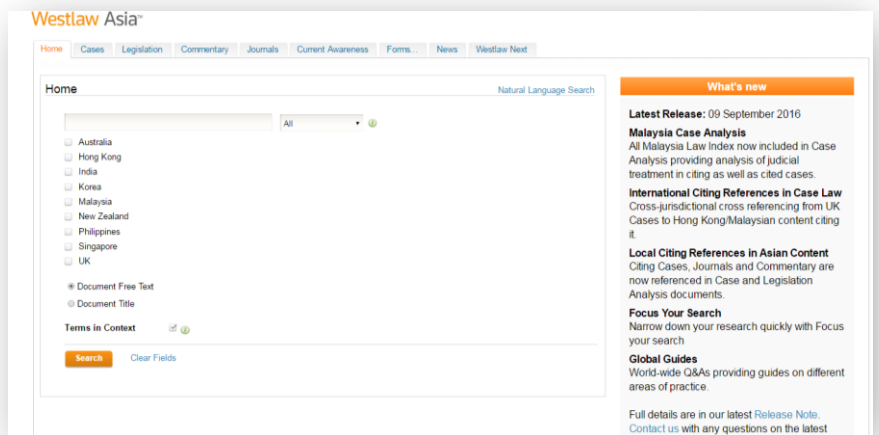 Westlaw Asia™
Home Cases Legislation Commentary Journals Current Awareness Forms... News Westlaw Next
Home
Natural Language Search
All
Australia
Hong Kong
India
Korea
Malaysia
New Zealand
Philippines
Singapore
UK
Document Free Text
Document Title
Terms in Context
Search Clear Fields
What's new
Latest Release: 09 September 2016
Malaysia Case Analysis
All Malaysia Law Index now included in Case
Analysis providing analysis of judicial
treatment in citing as well as cited cases.
International Citing References in Case Law
Cross-jurisdictional cross referencing from UK
Cases to Hong Kong/Malaysian content citing
it.
Local Citing References in Asian Content
Citing Cases, Journals and Commentary are
now referenced in Case and Legislation
Analysis documents.
Focus Your Search
Narrow down your research quickly with Focus
your search
Global Guides
World-wide Q&As providing guides on different
areas of practice.
Full details are in our latest Release Note.
Contact us with any questions on the latest